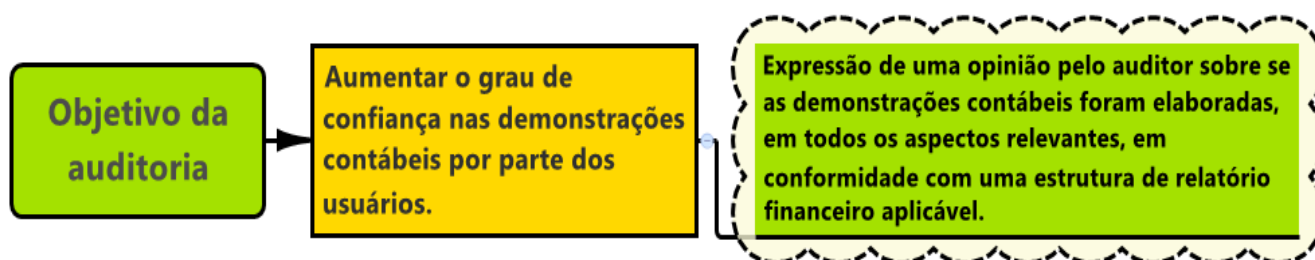 Objetivo da
auditoria
Aumentar o grau de
confiança nas demonstrações
contábeis por parte dos
usuários.
Expressão de uma opinião pelo auditor sobre se
as demonstrações contábeis foram elaboradas,
em todos os aspectos relevantes, em
conformidade com uma estrutura de relatório
financeiro aplicável.